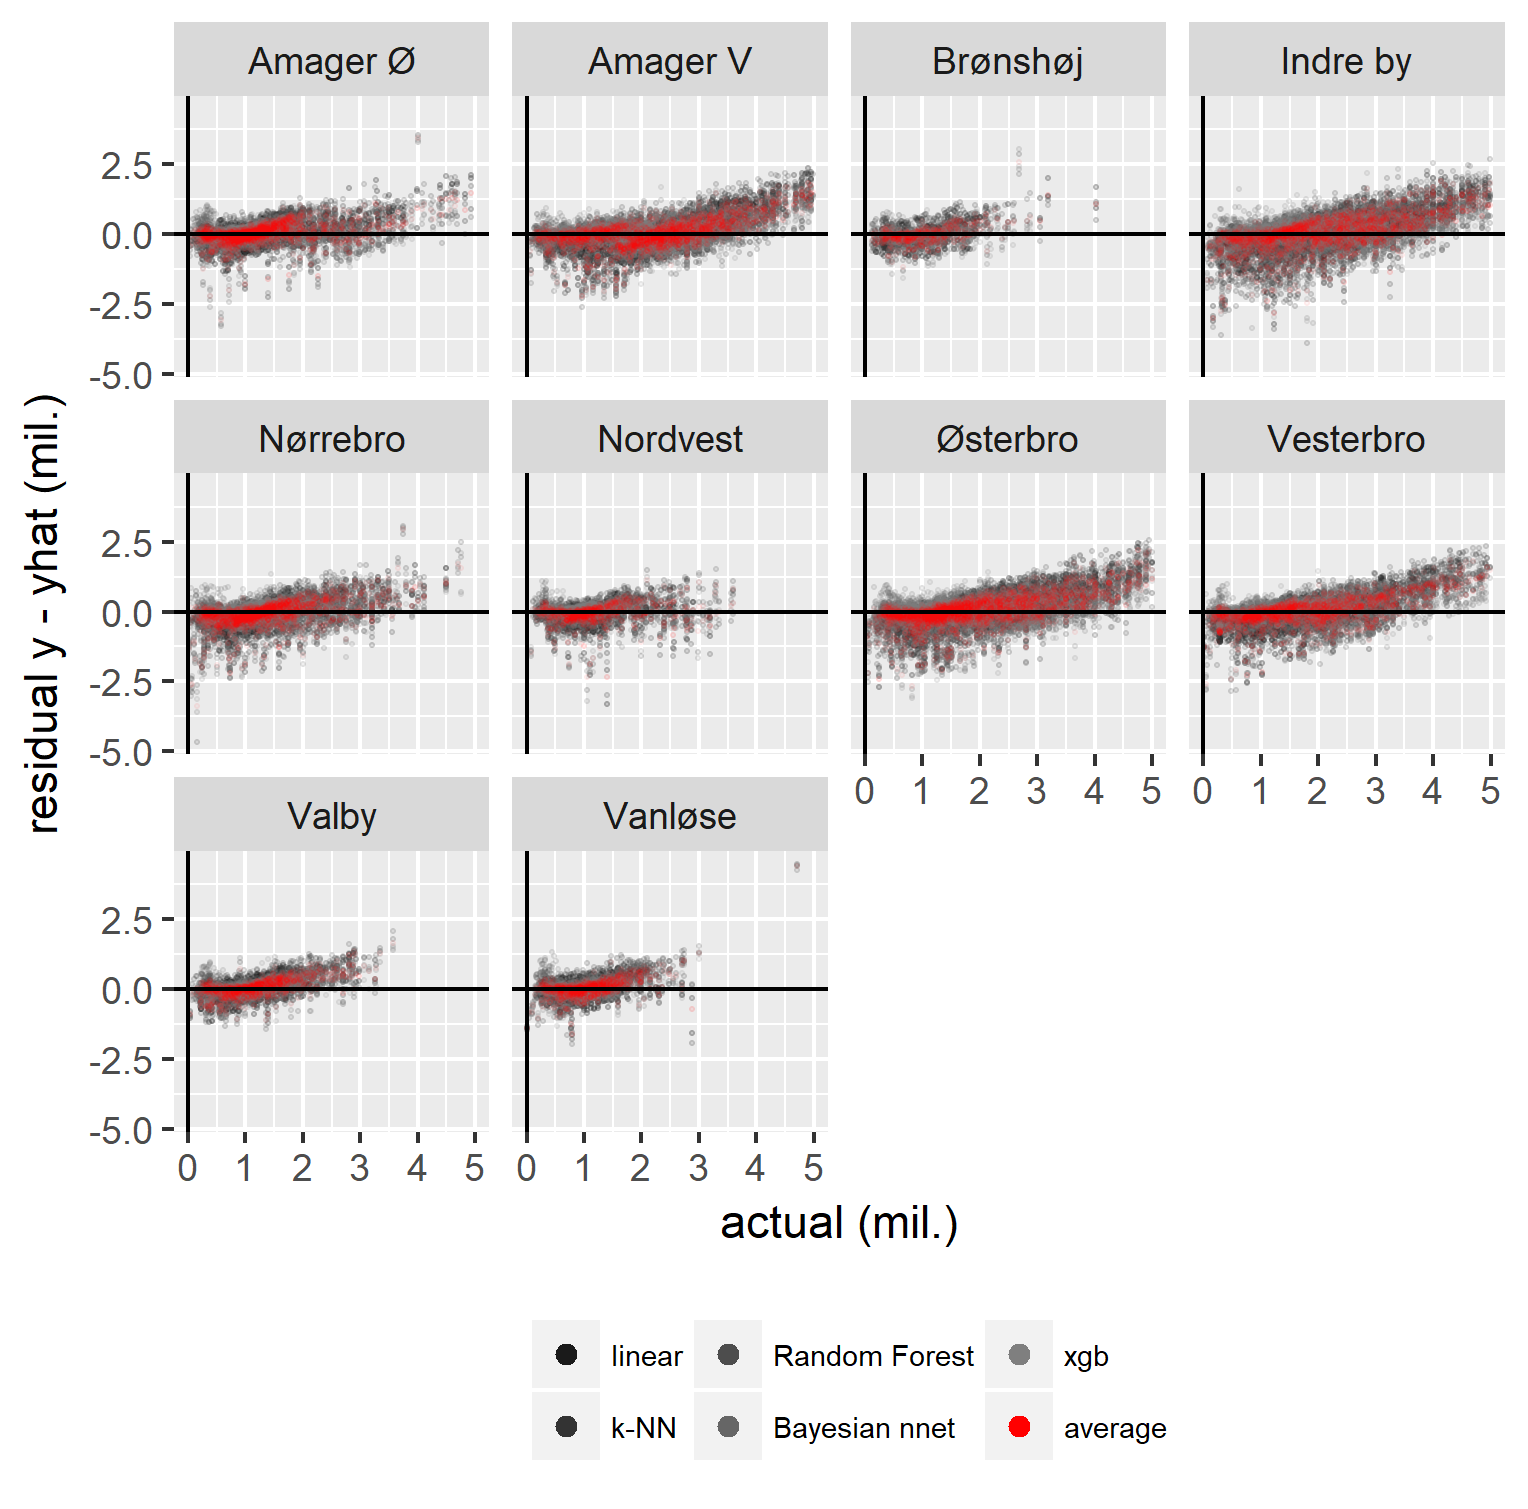 Amager Ø Amager V Brønshøj Indre by
2.5
0.0
-2.5
-5.0
Nørrebro Nordvest Østerbro Vesterbro
2.5
0.0
-2.5
-5.0
0 1 2 3 4 5 0 1 2 3 4 5
Valby Vanløse
2.5
0.0
-2.5
-5.0
0 1 2 3 4 5 0 1 2 3 4 5
residual y - yhat (mil.)
actual (mil.)
linear Random Forest xgb
k-NN Bayesian nnet average